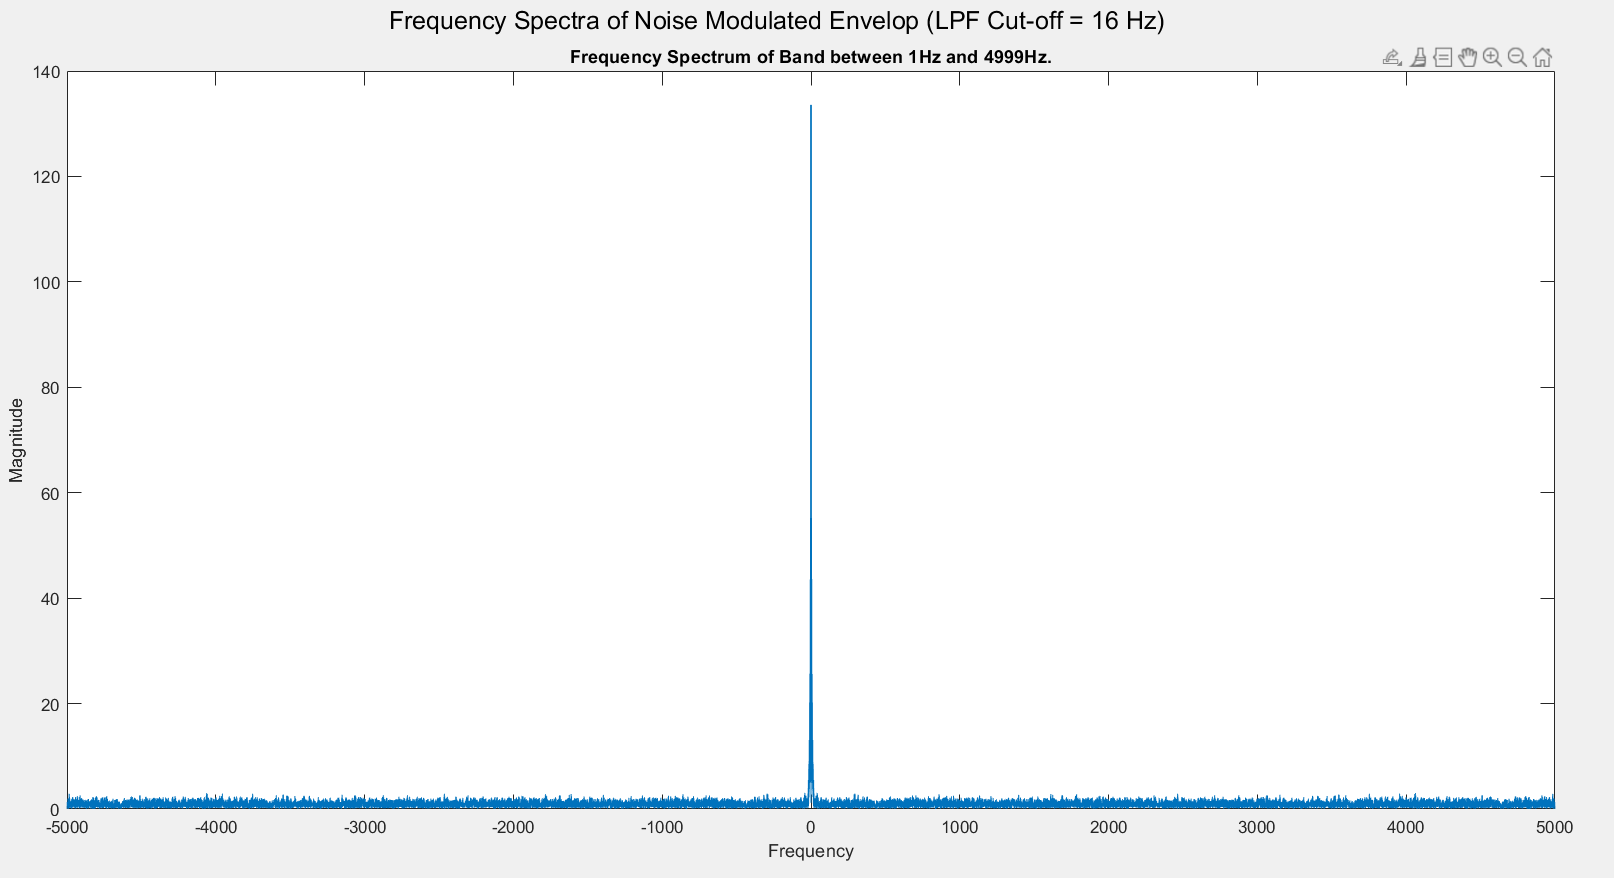 Frequency Spectra of Noise Modulated Envelop (LPF Cut-off = 16 Hz)
Frequency Spectrum of Band between 1Hz and 4999Hz.
140
120
100
80
60
40
20
0
Magnitude
-5000 -4000 -3000 -2000 -1000 0 1000 2000 3000 4000 5000
Frequency